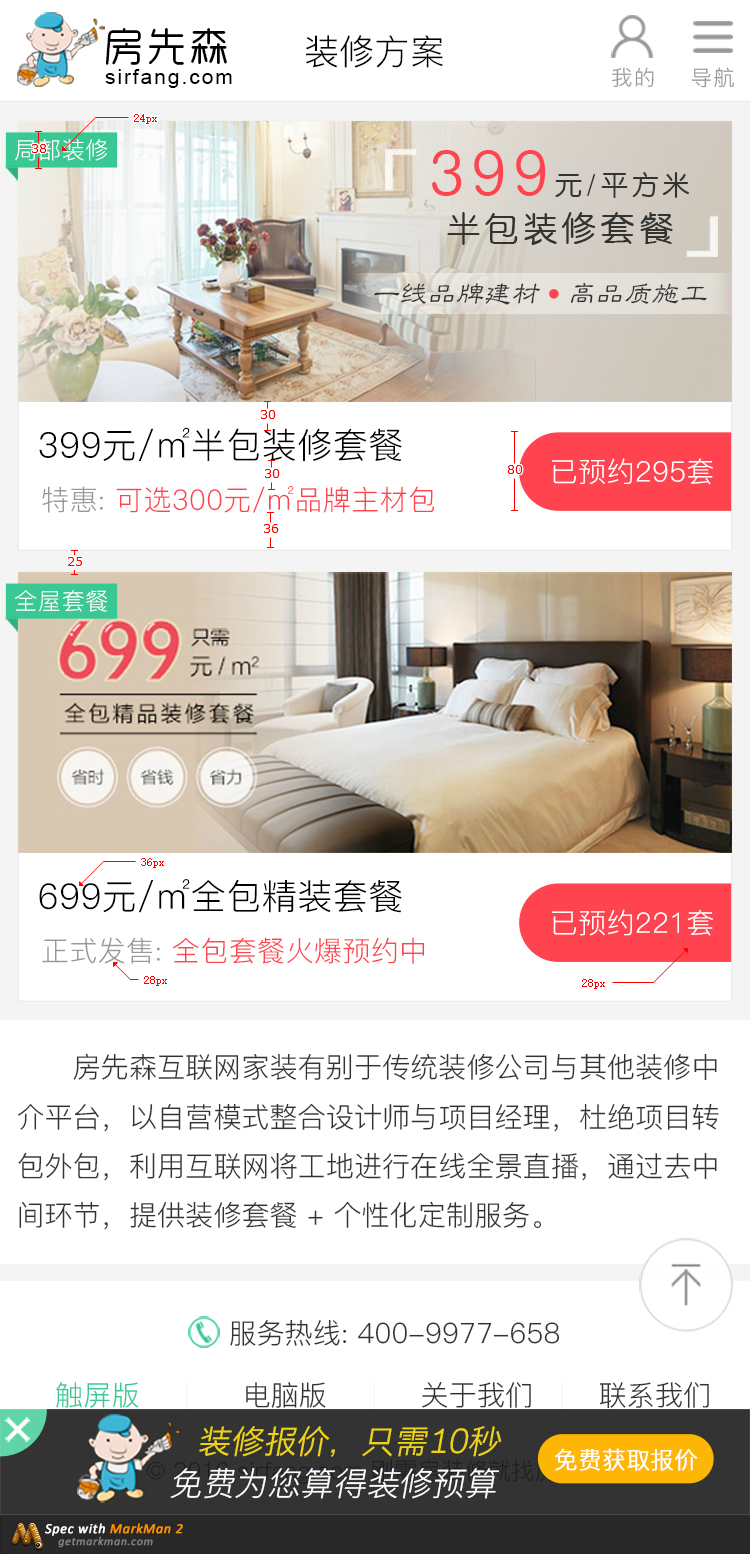 房先森
sirfang.com
装修方案
我的
导航
24px
局部装修
38
399元/平方米
半包装修套餐
一线品牌建材 • 高品质施工
30
399元/㎡半包装修套餐
30
80
已预约295套
特惠: 可选300元/㎡品牌主材包
36
25
全屋套餐
699
只需
元/m²
全包精品装修套餐
省时
省钱
省力
36px
699元/㎡全包精装套餐
已预约221套
正式发售: 全包套餐火爆预约中
28px
28px
房先森互联网家装有别于传统装修公司与其他装修中
介平台，以自营模式整合设计师与项目经理，杜绝项目转
包外包，利用互联网将工地进行在线全景直播，通过去中
间环节，提供装修套餐 + 个性化定制服务。
服务热线: 400-9977-658
触屏版
电脑版
关于我们
联系我们
装修报价，只需10秒
免费为您算得装修预算
免费获取报价
Spec with MarkMan 2
getmarkman.com